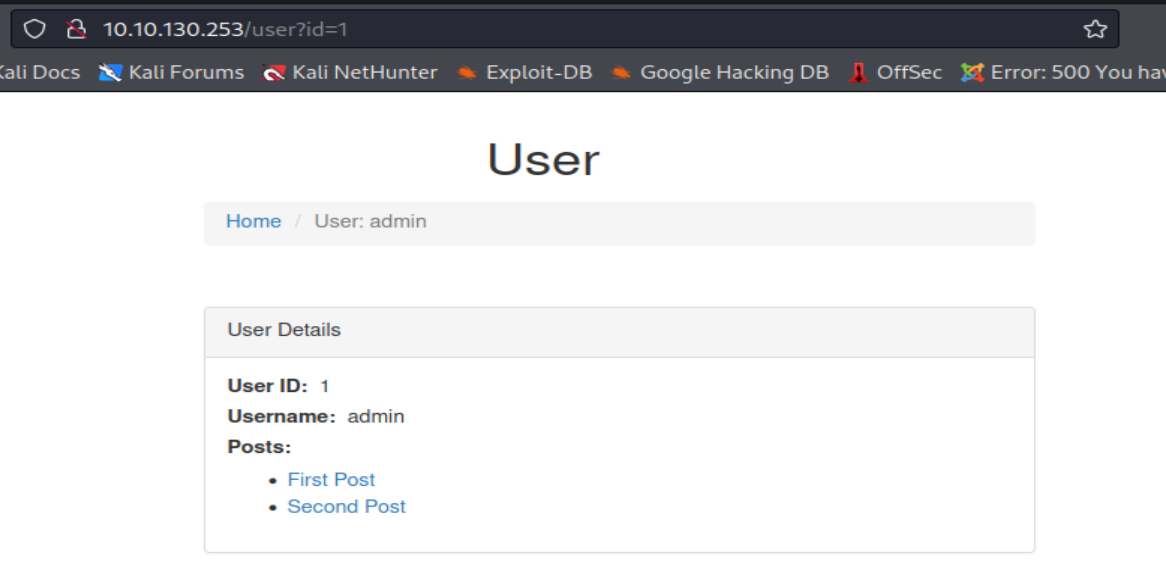 10.10.130.253/user?id=1
Kali Docs Kali Forums Kali NetHunter Exploit-DB Google Hacking DB OffSec Error: 500 You hav
User
Home / User: admin
User Details
User ID: 1
Username: admin
Posts:
• First Post
• Second Post